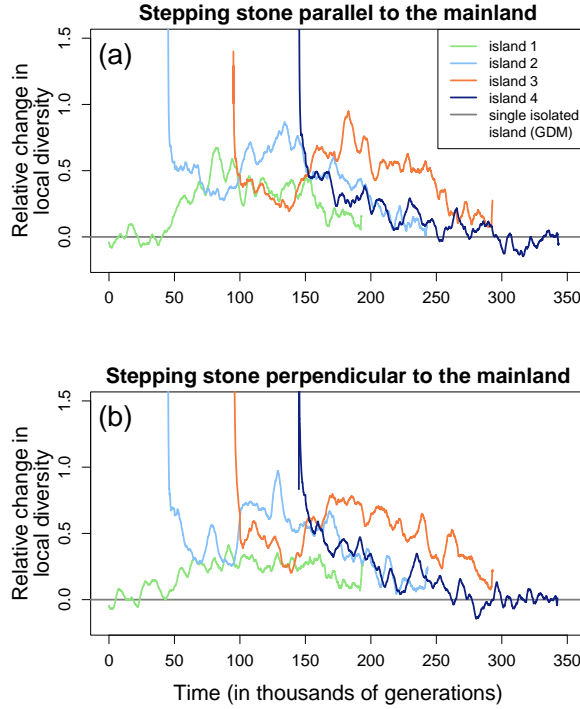 Stepping stone parallel to the mainland
(a)
Relative change in
local diversity
1.5
1.0
0.5
0.0
island 1
island 2
island 3
island 4
single isolated
island (GDM)
0 50 100 150 200 250 300 350
Stepping stone perpendicular to the mainland
(b)
Relative change in
local diversity
1.5
1.0
0.5
0.0
0 50 100 150 200 250 300 350
Time (in thousands of generations)